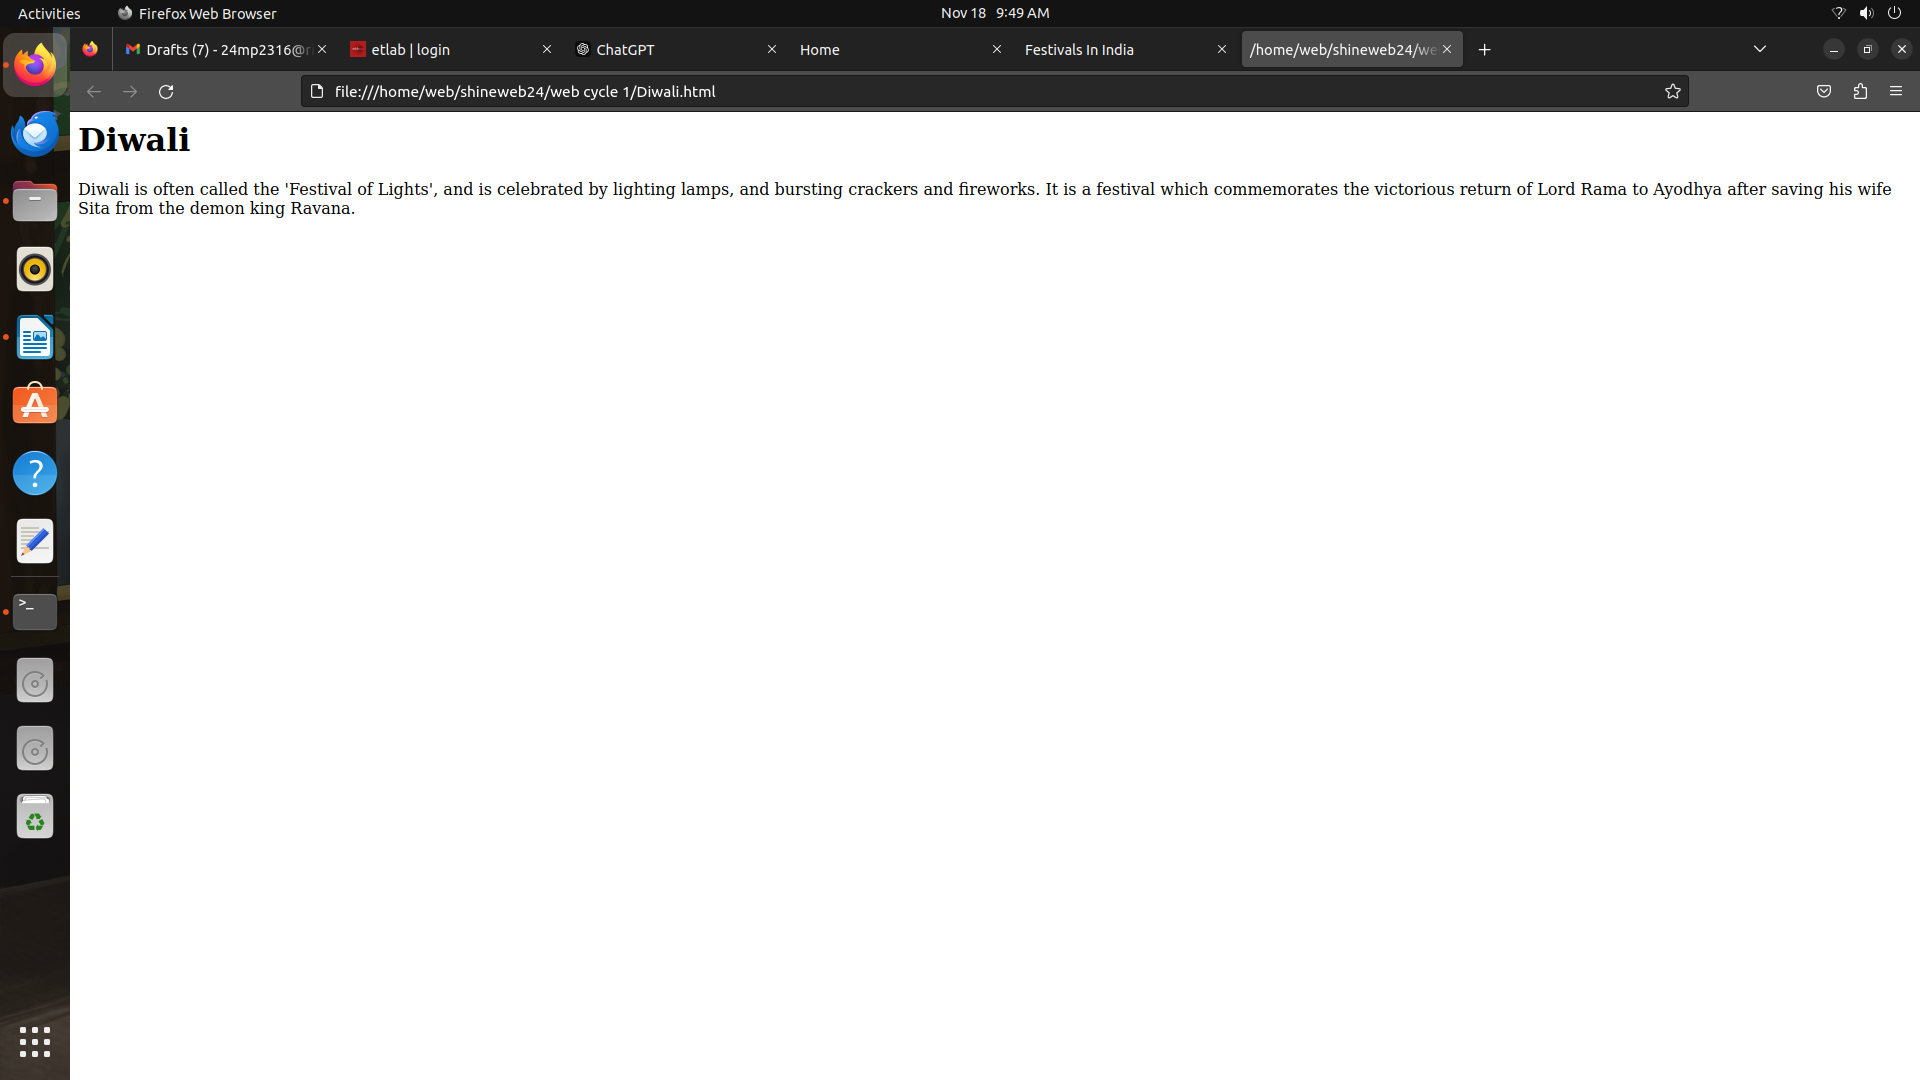 Activities
Firefox Web Browser
Nov 18 9:49 AM
Drafts (7) - 24mp2316@
etlab | login
ChatGPT
Home
Festivals In India
/home/web/shineweb24/we
file:///home/web/shineweb24/web cycle 1/Diwali.html
Diwali
Diwali is often called the 'Festival of Lights', and is celebrated by lighting lamps, and bursting crackers and fireworks. It is a festival which commemorates the victorious return of Lord Rama to Ayodhya after saving his wife
Sita from the demon king Ravana.